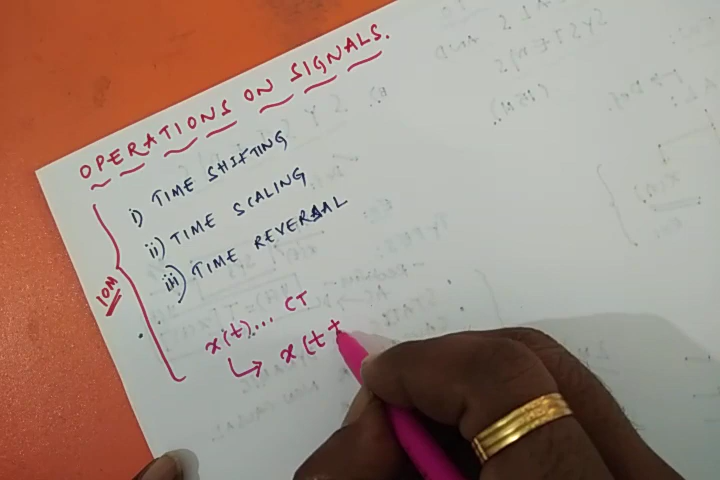 OPERATIONS ON SIGNALS.
i) TIME SHIFTING
ii) TIME SCALING
iii) TIME REVERSAL
10M
x(t)... CT
↳ x(t+